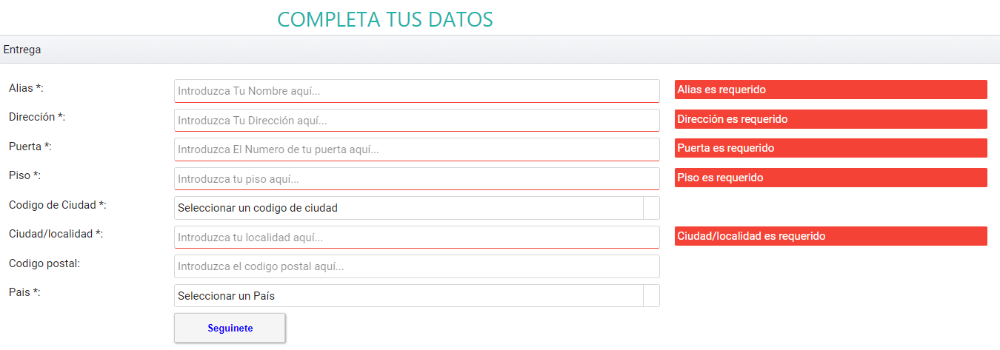 COMPLETA TUS DATOS
Entrega
Alias *: Introduzca Tu Nombre aquí... Alias es requerido
Dirección *: Introduzca Tu Dirección aquí... Dirección es requerido
Puerta *: Introduzca El Numero de tu puerta aquí... Puerta es requerido
Piso *: Introduzca tu piso aquí... Piso es requerido
Codigo de Ciudad *: Seleccionar un codigo de ciudad
Ciudad/localidad *: Introduzca tu localidad aquí... Ciudad/localidad es requerido
Codigo postal: Introduzca el codigo postal aquí...
Pais *: Seleccionar un País
Seguinete